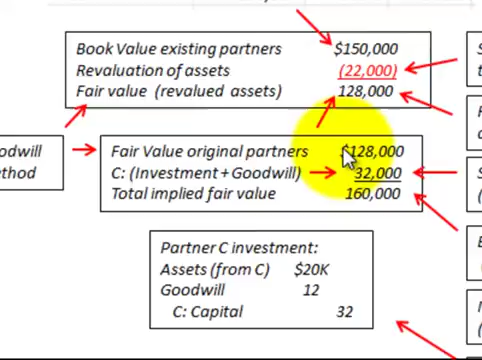 Book Value existing partners $150,000
Revaluation of assets (22,000)
Fair value (revalued assets) 128,000
Fair Value original partners $128,000
C: (Investment + Goodwill) 32,000
Total implied fair value 160,000
Partner C investment:
Assets (from C) $20K
Goodwill 12
C: Capital 32